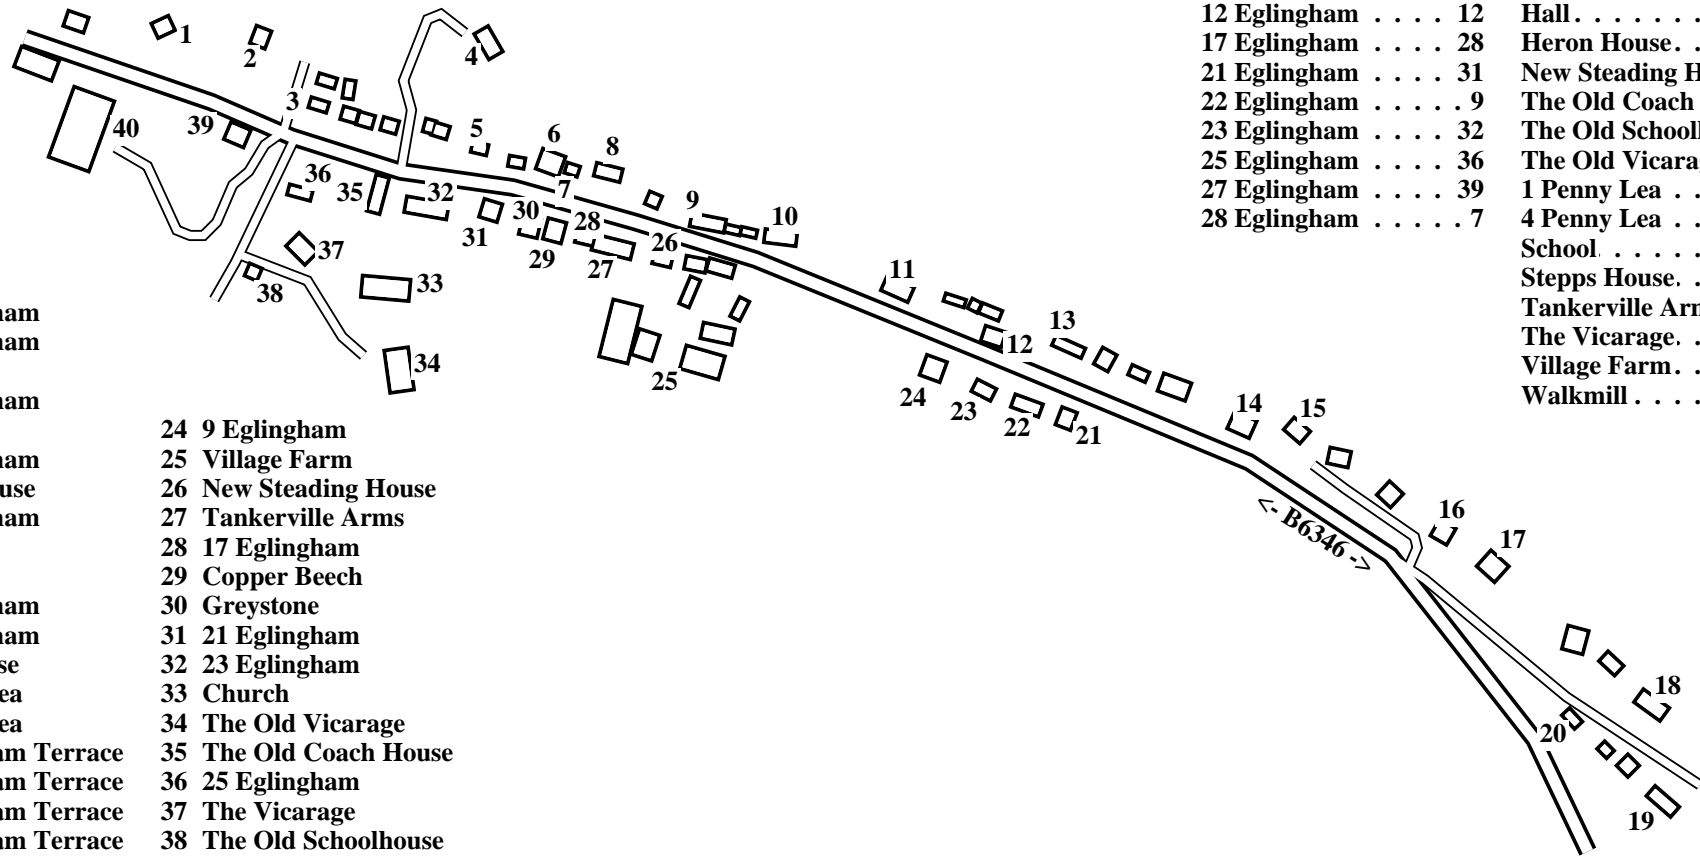 12 Eglingham . . . . 12
17 Eglingham . . . . 28
21 Eglingham . . . . 31
22 Eglingham . . . . . 9
23 Eglingham . . . . 32
25 Eglingham . . . . 36
27 Eglingham . . . . 39
28 Eglingham . . . . . 7
Hall . . . . . . .
Heron House . .
New Steading H
The Old Coach
The Old School
The Old Vicara
1 Penny Lea . .
4 Penny Lea . .
School . . . . .
Stepps House . .
Tankerville Arm
The Vicarage . .
Village Farm . .
Walkmill . . . .
1
2
3
4
5
6
7
8
9
10
11
12
13
14
15
16
17
18
19
20
21
22
23
24
25
26
27
28
29
30
31
32
33
34
35
36
37
38
39
40
<- B6346 ->
ham
ham
ham
ham
use
ham
ham
ham
se
ea
ea
am Terrace
am Terrace
am Terrace
am Terrace
24 9 Eglingham
25 Village Farm
26 New Steading House
27 Tankerville Arms
28 17 Eglingham
29 Copper Beech
30 Greystone
31 21 Eglingham
32 23 Eglingham
33 Church
34 The Old Vicarage
35 The Old Coach House
36 25 Eglingham
37 The Vicarage
38 The Old Schoolhouse